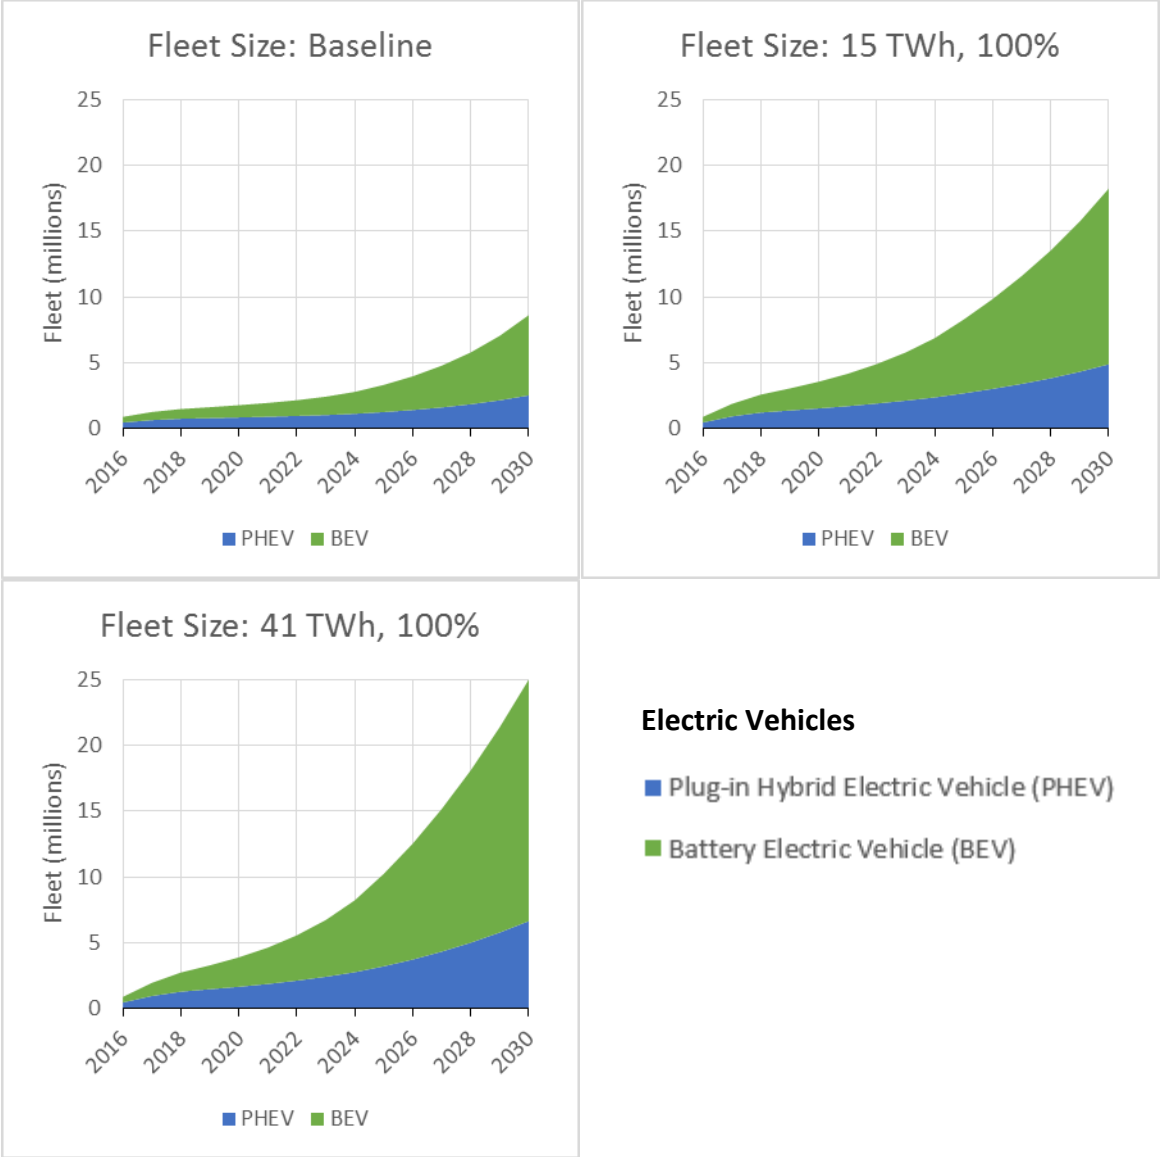 Fleet Size: Baseline
Fleet (millions)
25
20
15
10
5
0
2016 2018 2020 2022 2024 2026 2028 2030
PHEV BEV
Fleet Size: 15 TWh, 100%
Fleet (millions)
25
20
15
10
5
0
2016 2018 2020 2022 2024 2026 2028 2030
PHEV BEV
Fleet Size: 41 TWh, 100%
Fleet (millions)
25
20
15
10
5
0
2016 2018 2020 2022 2024 2026 2028 2030
PHEV BEV
Electric Vehicles
Plug-in Hybrid Electric Vehicle (PHEV)
Battery Electric Vehicle (BEV)